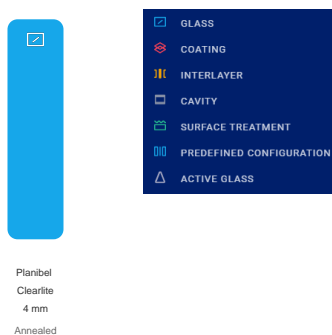 GLASS
COATING
INTERLAYER
CAVITY
SURFACE TREATMENT
PREDEFINED CONFIGURATION
ACTIVE GLASS
Planibel
Clearlite
4 mm
Annealed